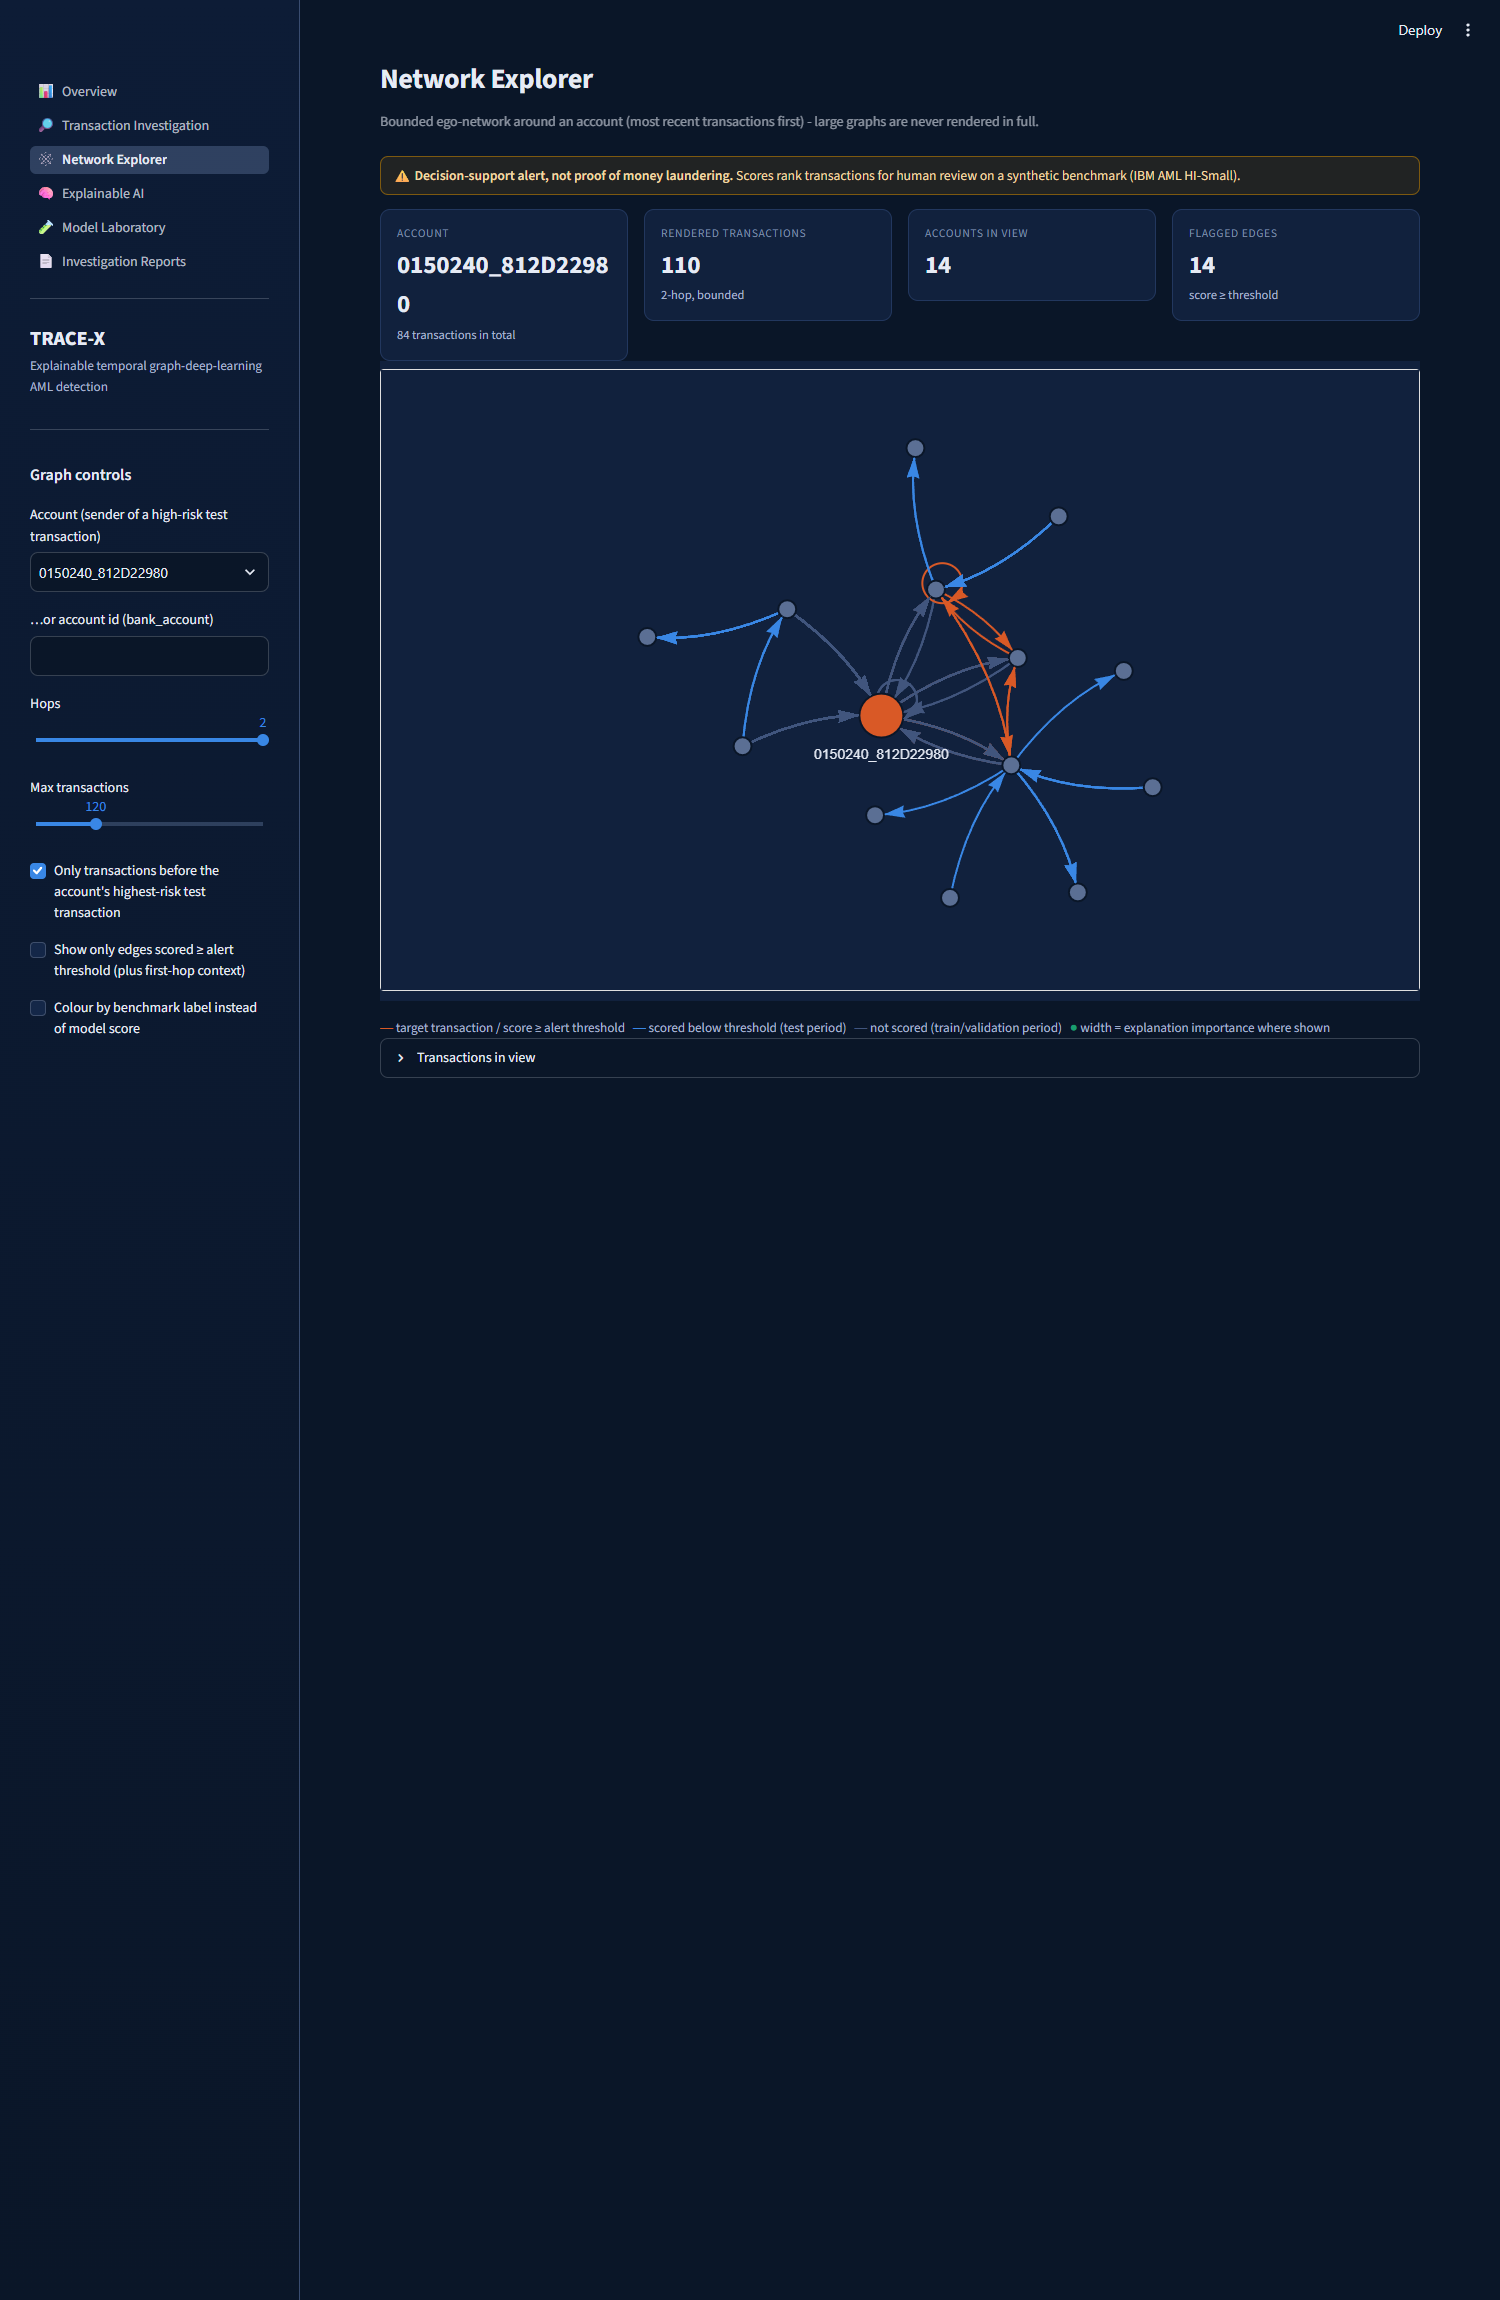 Deploy
Overview
Transaction Investigation
Network Explorer
Explainable AI
Model Laboratory
Investigation Reports
TRACE-X
Explainable temporal graph-deep-learning
AML detection
Graph controls
Account (sender of a high-risk test
transaction)
0150240_812D22980
...or account id (bank_account)
Hops
2
Max transactions
120
Only transactions before the
account's highest-risk test
transaction
Show only edges scored ≥ alert
threshold (plus first-hop context)
Colour by benchmark label instead
of model score
Network Explorer
Bounded ego-network around an account (most recent transactions first) - large graphs are never rendered in full.
Decision-support alert, not proof of money laundering. Scores rank transactions for human review on a synthetic benchmark (IBM AML HI-Small).
ACCOUNT
0150240_812D2298
0
84 transactions in total
RENDERED TRANSACTIONS
110
2-hop, bounded
ACCOUNTS IN VIEW
14
FLAGGED EDGES
14
score ≥ threshold
0150240_812D22980
— target transaction / score ≥ alert threshold — scored below threshold (test period) — not scored (train/validation period) ● width = explanation importance where shown
Transactions in view